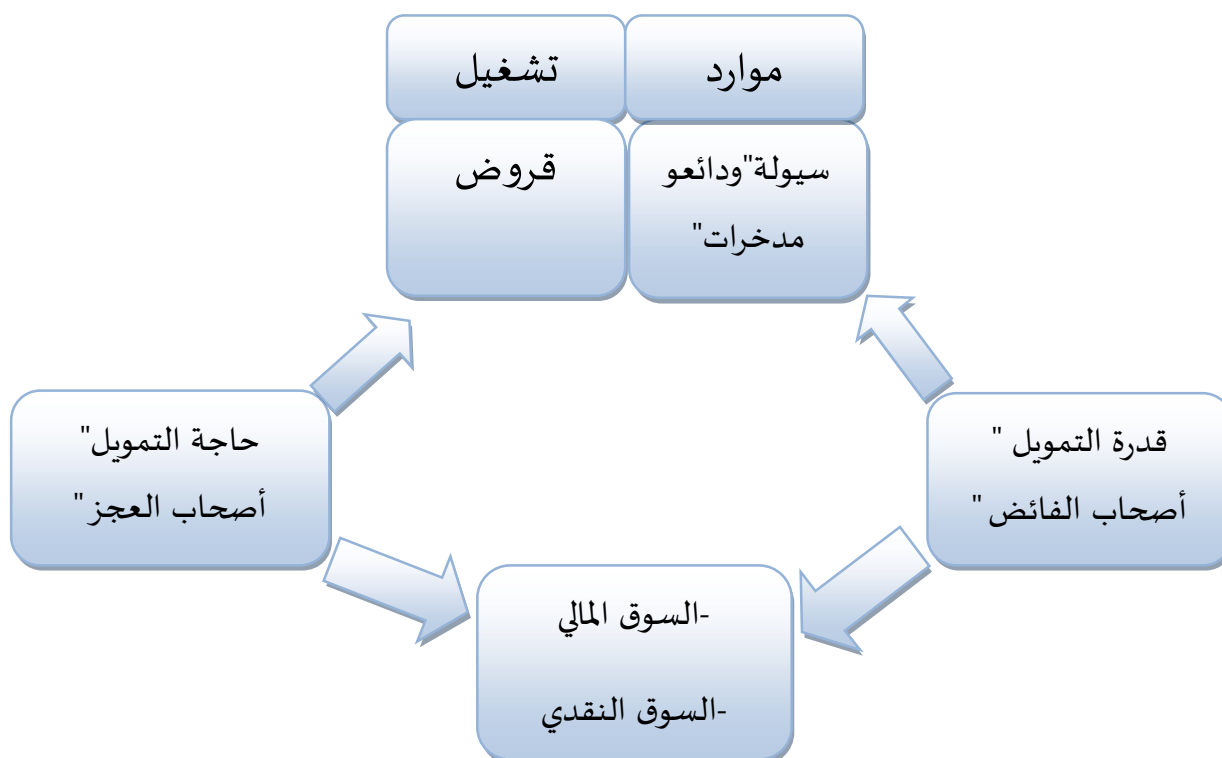 موارد
تشغيل
سيولة"ودائعو
مدخرات"
قروض
قدرة التمويل "
أصحاب الفائض "
حاجة التمويل"
أصحاب العجز "
-السوق المالي
-السوق النقدي